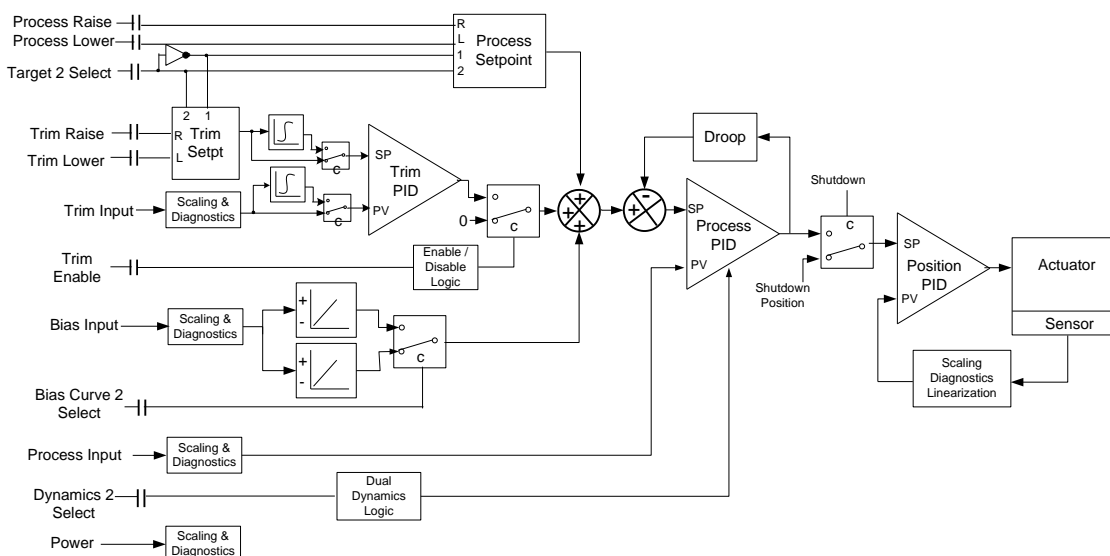 Process Raise
Process Lower
Target 2 Select
R
L
1
2
Process
Setpoint
2 1
Trim Raise
Trim Lower
R
L
Trim
Setpt
C
SP
Trim
PID
PV
Trim Input
Scaling &
Diagnostics
C
0
C
Trim
Enable
Enable /
Disable
Logic
+
+
+
-
Droop
SP
Process
PID
PV
Shutdown
C
Shutdown
Position
SP
Position
PID
PV
Actuator
Sensor
Scaling
Diagnostics
Linearization
Bias Input
Scaling &
Diagnostics
+
-
+
-
C
Bias Curve 2
Select
Process Input
Scaling &
Diagnostics
Dynamics 2
Select
Dual
Dynamics
Logic
Power
Scaling &
Diagnostics